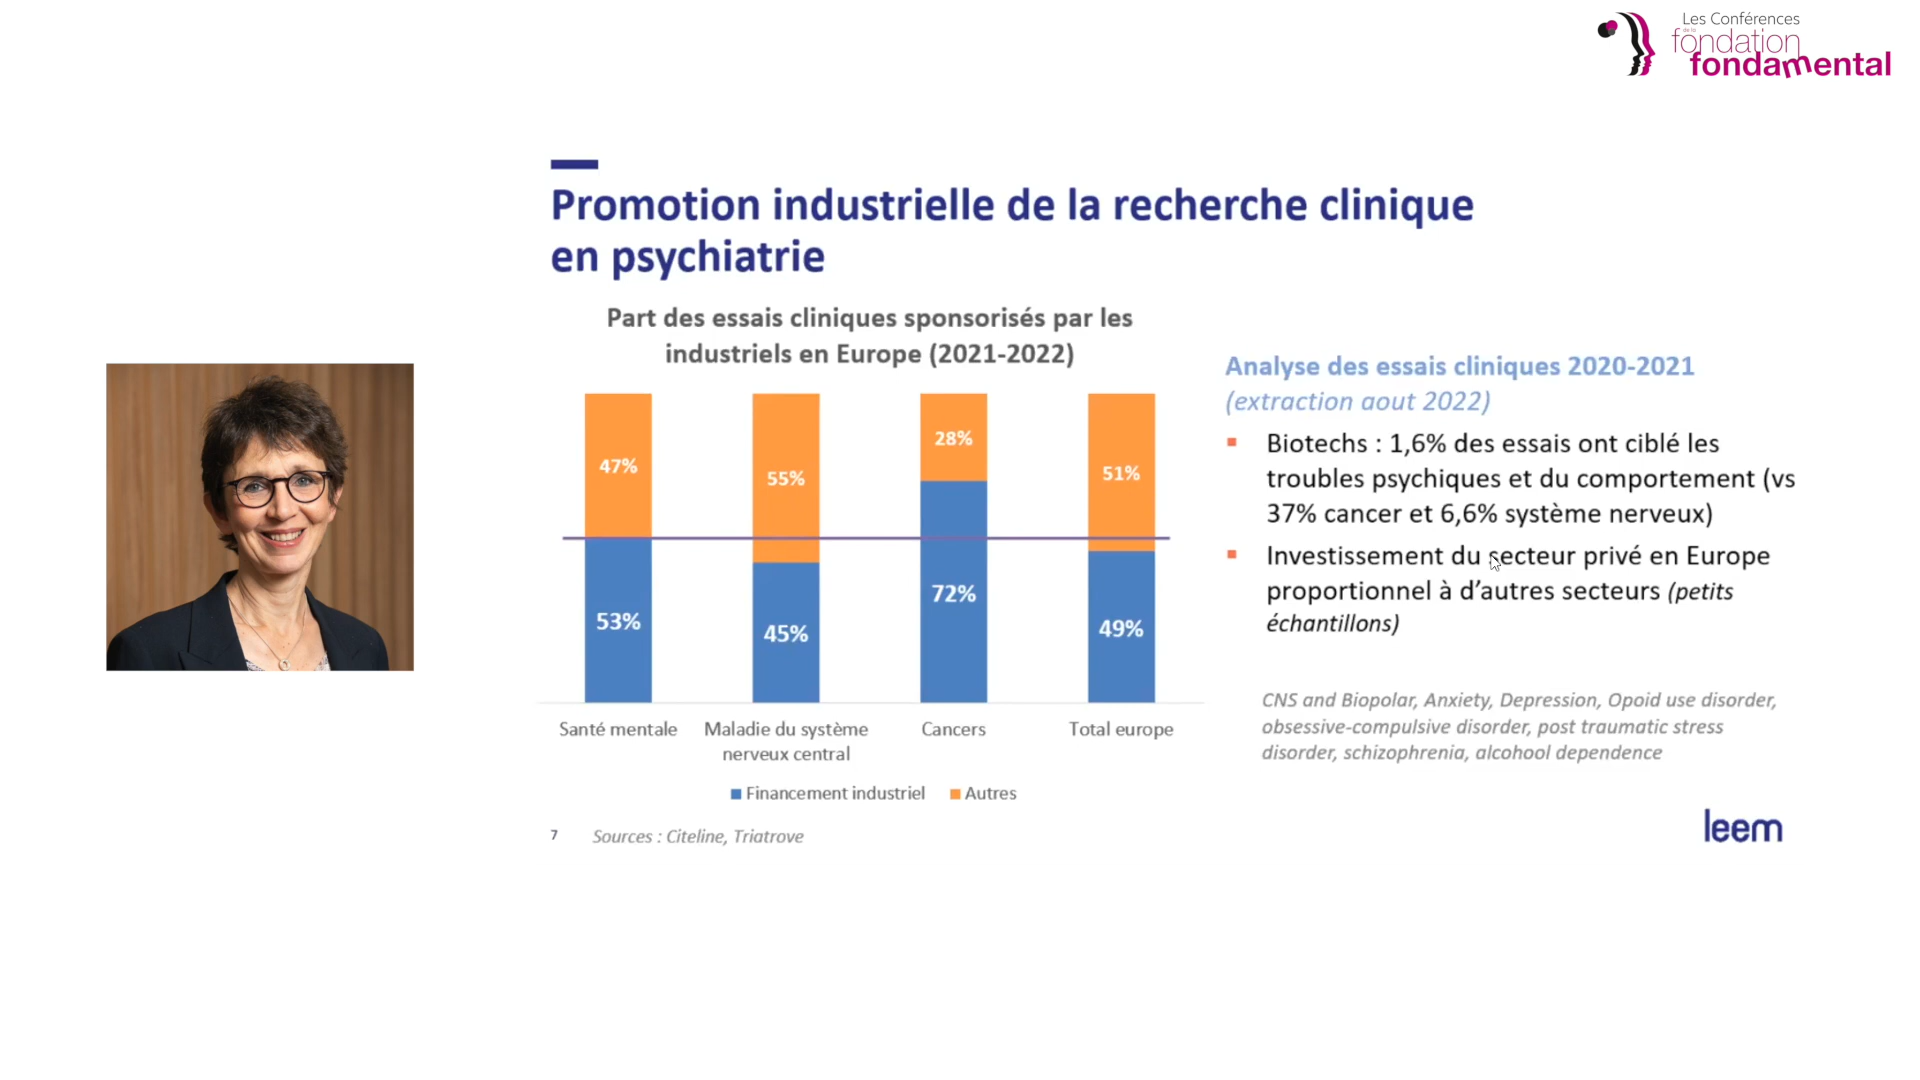 Les Conférences
de la
fondation
fondamental
Promotion industrielle de la recherche clinique
en psychiatrie
Part des essais cliniques sponsorisés par les
industriels en Europe (2021-2022)
47%
55%
28%
51%
53%
45%
72%
49%
Santé mentale
Maladie du système
nerveux central
Cancers
Total europe
Financement industriel
Autres
7
Sources : Citeline, Triatrove
Analyse des essais cliniques 2020-2021
(extraction aout 2022)
Biotechs : 1,6% des essais ont ciblé les
troubles psychiques et du comportement (vs
37% cancer et 6,6% système nerveux)
Investissement du secteur privé en Europe
proportionnel à d'autres secteurs (petits
échantillons)
CNS and Biopolar, Anxiety, Depression, Opoid use disorder,
obsessive-compulsive disorder, post traumatic stress
disorder, schizophrenia, alcohool dependence
leem